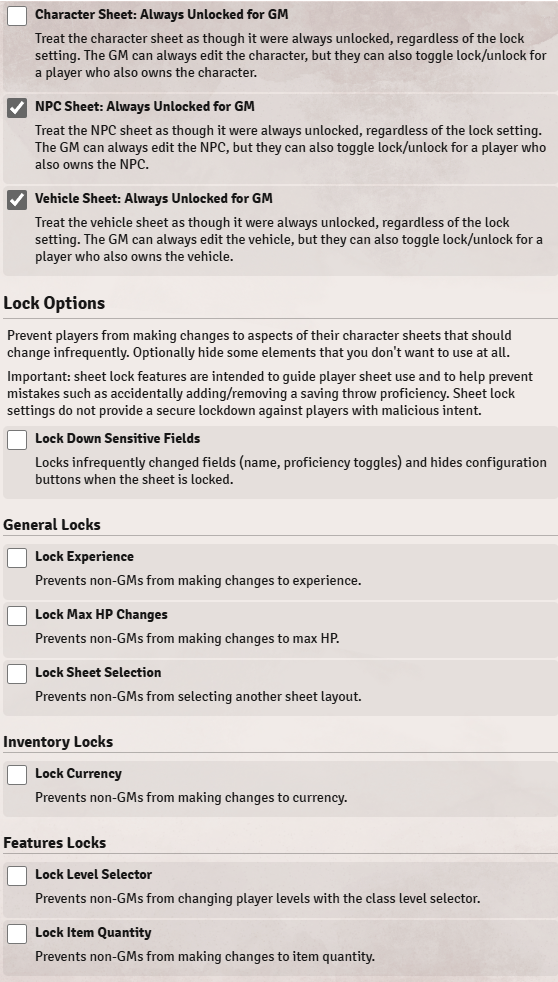 Character Sheet: Always Unlocked for GM
Treat the character sheet as though it were always unlocked, regardless of the lock
setting. The GM can always edit the character, but they can also toggle lock/unlock for
a player who also owns the character.
NPC Sheet: Always Unlocked for GM
Treat the NPC sheet as though it were always unlocked, regardless of the lock setting.
The GM can always edit the NPC, but they can also toggle lock/unlock for a player who
also owns the NPC.
Vehicle Sheet: Always Unlocked for GM
Treat the vehicle sheet as though it were always unlocked, regardless of the lock
setting. The GM can always edit the vehicle, but they can also toggle lock/unlock for a
player who also owns the vehicle.
Lock Options
Prevent players from making changes to aspects of their character sheets that should
change infrequently. Optionally hide some elements that you don't want to use at all.
Important: sheet lock features are intended to guide player sheet use and to help prevent
mistakes such as accidentally adding/removing a saving throw proficiency. Sheet lock
settings do not provide a secure lockdown against players with malicious intent.
Lock Down Sensitive Fields
Locks infrequently changed fields (name, proficiency toggles) and hides configuration
buttons when the sheet is locked.
General Locks
Lock Experience
Prevents non-GMs from making changes to experience.
Lock Max HP Changes
Prevents non-GMs from making changes to max HP.
Lock Sheet Selection
Prevents non-GMs from selecting another sheet layout.
Inventory Locks
Lock Currency
Prevents non-GMs from making changes to currency.
Features Locks
Lock Level Selector
Prevents non-GMs from changing player levels with the class level selector.
Lock Item Quantity
Prevents non-GMs from making changes to item quantity.